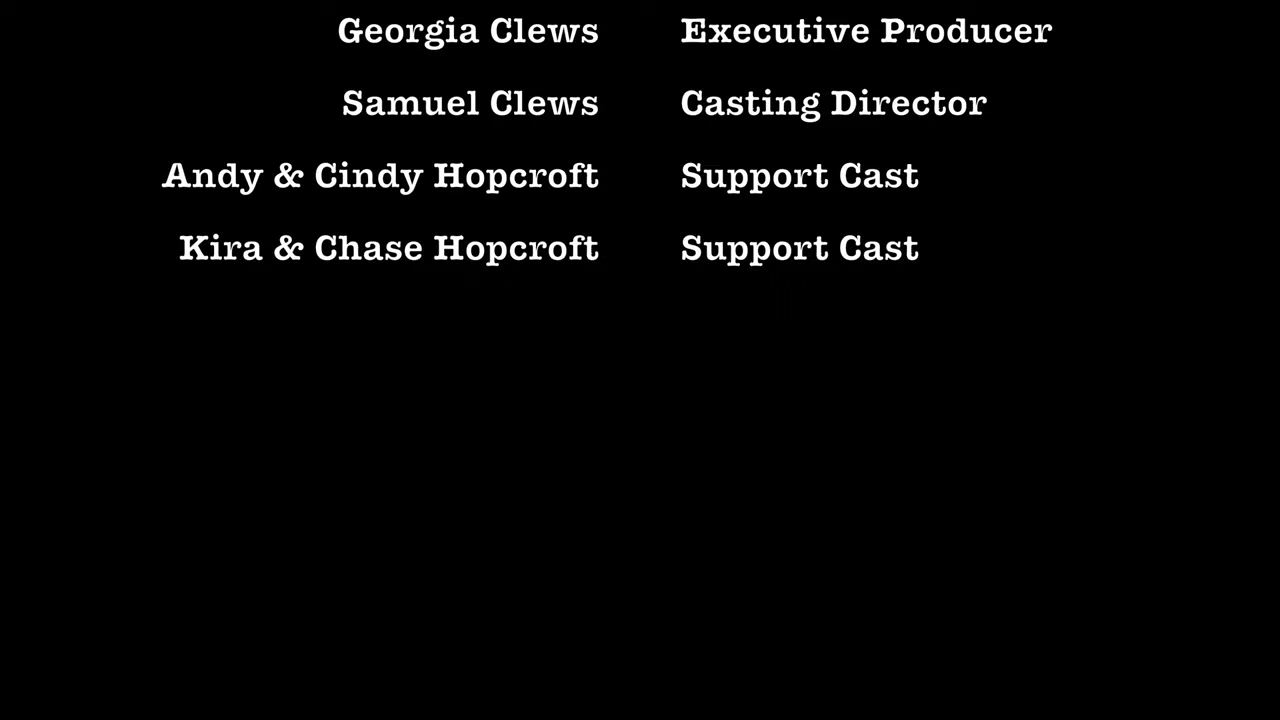 Georgia Clews Executive Producer
Samuel Clews Casting Director
Andy & Cindy Hopcroft Support Cast
Kira & Chase Hopcroft Support Cast